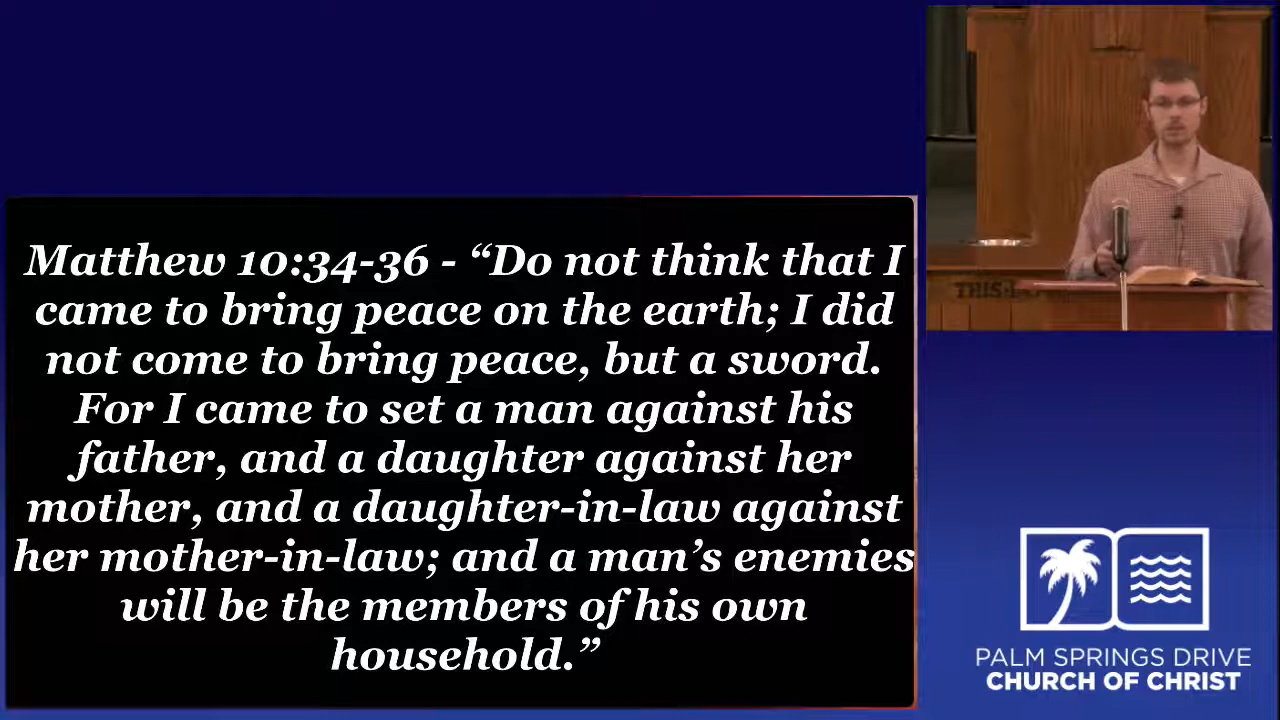 Matthew 10:34-36 - “Do not think that I
came to bring peace on the earth; I did
not come to bring peace, but a sword.
For I came to set a man against his
father, and a daughter against her
mother, and a daughter-in-law against
her mother-in-law; and a man’s enemies
will be the members of his own
household.”
THIS
PALM SPRINGS DRIVE
CHURCH OF CHRIST